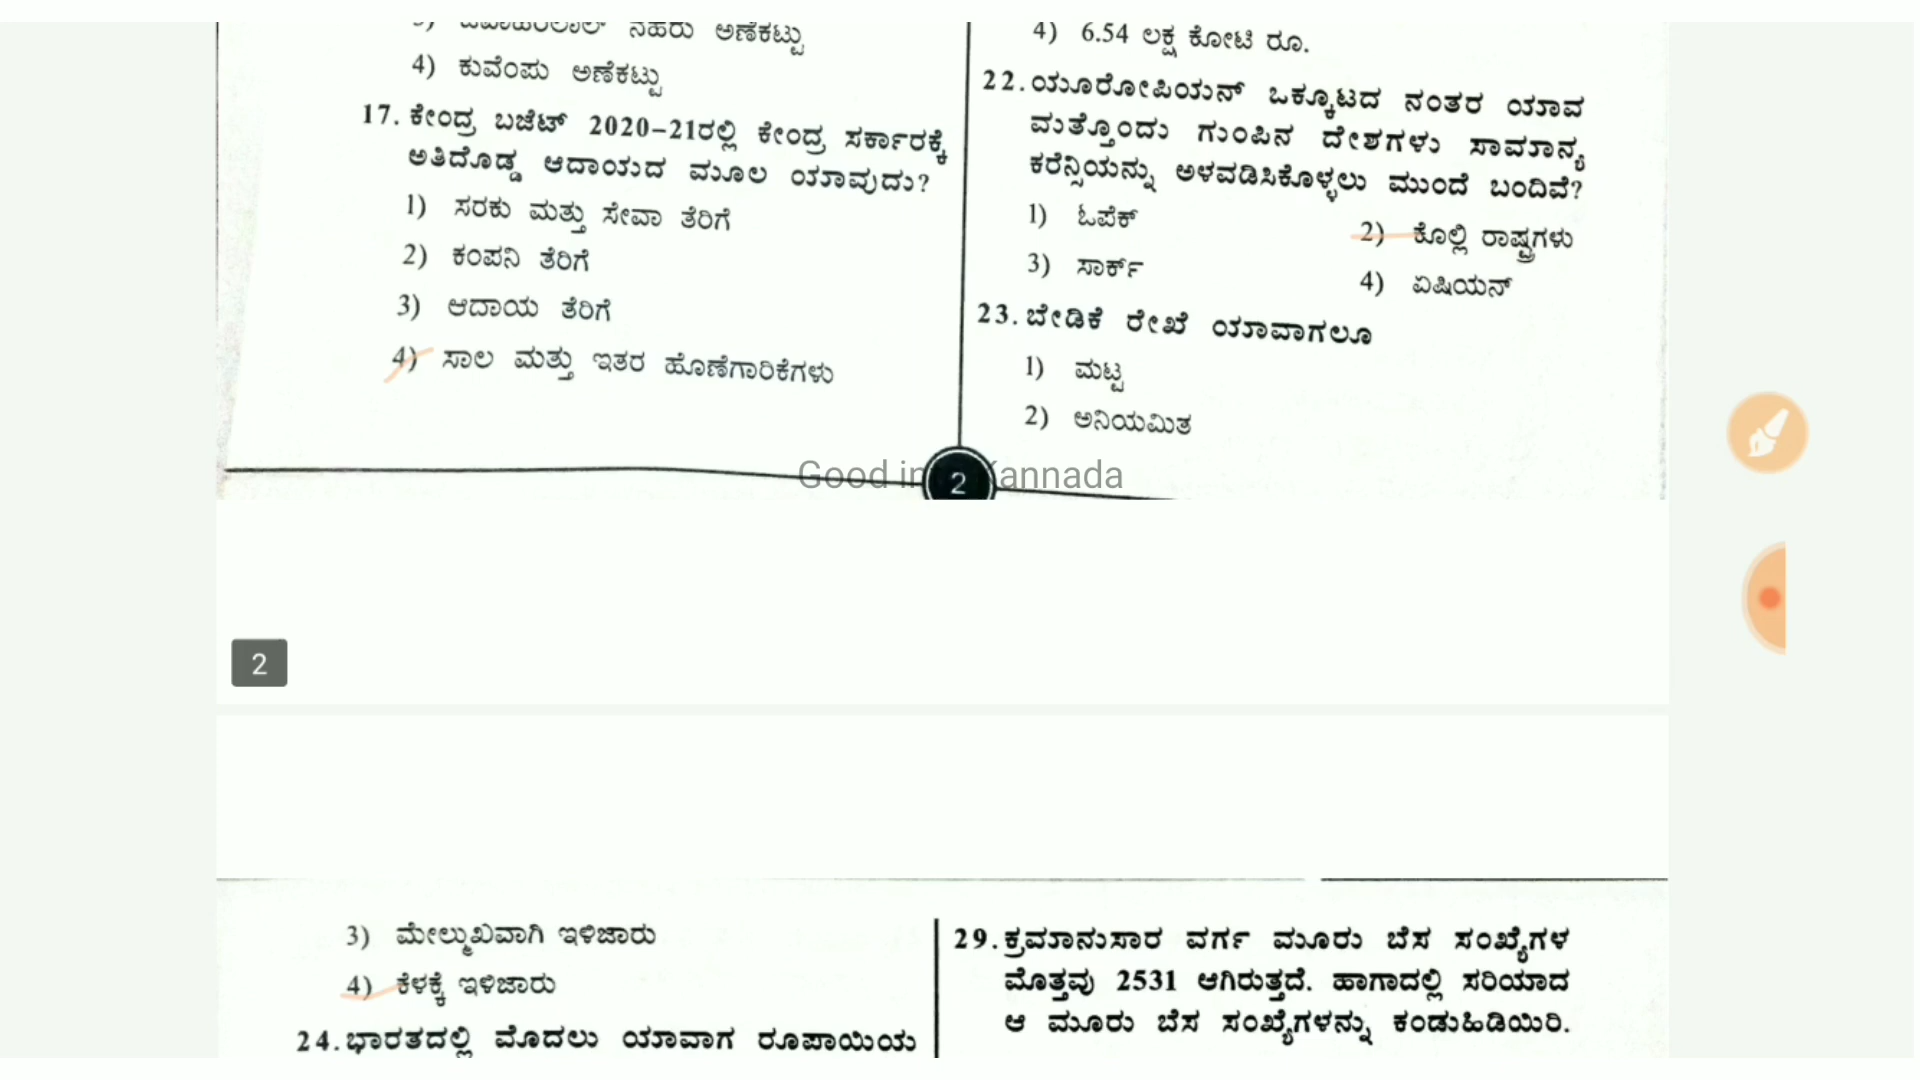 ನೆಹರು ಅಣೆಕಟ್ಟು
4) ಕುವೆಂಪು ಅಣೆಕಟ್ಟು
17. ಕೇಂದ್ರ ಬಜೆಟ್ 2020-21ರಲ್ಲಿ ಕೇಂದ್ರ ಸರ್ಕಾರಕ್ಕೆ
ಅತಿದೊಡ್ಡ ಆದಾಯದ ಮೂಲ ಯಾವುದು?
1) ಸರಕು ಮತ್ತು ಸೇವಾ ತೆರಿಗೆ
2) ಕಂಪನಿ ತೆರಿಗೆ
3) ಆದಾಯ ತೆರಿಗೆ
4) ಸಾಲ ಮತ್ತು ಇತರ ಹೊಣೆಗಾರಿಕೆಗಳು
4) 6.54 ಲಕ್ಷ ಕೋಟಿ ರೂ.
22. ಯೂರೋಪಿಯನ್ ಒಕ್ಕೂಟದ ನಂತರ ಯಾವ
ಮತ್ತೊಂದು ಗುಂಪಿನ ದೇಶಗಳು ಸಾಮಾನ್ಯ
ಕರೆನ್ಸಿಯನ್ನು ಅಳವಡಿಸಿಕೊಳ್ಳಲು ಮುಂದೆ ಬಂದಿವೆ?
1) ಓಪೆಕ್ 2) ಕೊಲ್ಲಿ ರಾಷ್ಟ್ರಗಳು
3) ಸಾರ್ಕ್ 4) ಏಷಿಯನ್
23. ಬೇಡಿಕೆ ರೇಖೆ ಯಾವಾಗಲೂ
1) ಮಟ್ಟ
2) ಅನಿಯಮಿತ
Good in Kannada
2
2
3) ಮೇಲ್ಮುಖವಾಗಿ ಇಳಿಜಾರು
4) ಕೆಳಕ್ಕೆ ಇಳಿಜಾರು
24. ಭಾರತದಲ್ಲಿ ಮೊದಲು ಯಾವಾಗ ರೂಪಾಯಿಯ
29. ಕ್ರಮಾನುಸಾರ ವರ್ಗ ಮೂರು ಬೆಸ ಸಂಖ್ಯೆಗಳ
ಮೊತ್ತವು 2531 ಆಗಿರುತ್ತದೆ. ಹಾಗಾದಲ್ಲಿ ಸರಿಯಾದ
ಆ ಮೂರು ಬೆಸ ಸಂಖ್ಯೆಗಳನ್ನು ಕಂಡುಹಿಡಿಯಿರಿ.